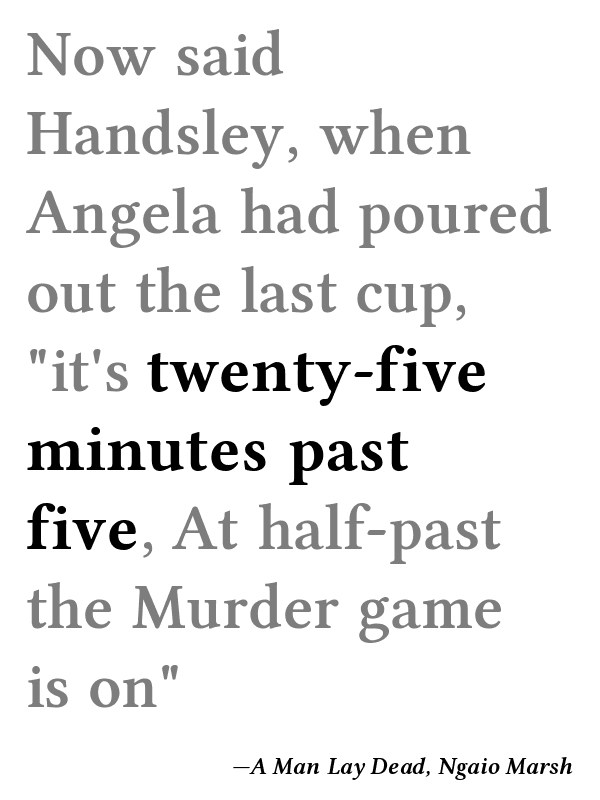 Now said
Handsley, when
Angela had poured
out the last cup,
"it's twenty-five
minutes past
five, At half-past
the Murder game
is on"
—A Man Lay Dead, Ngaio Marsh